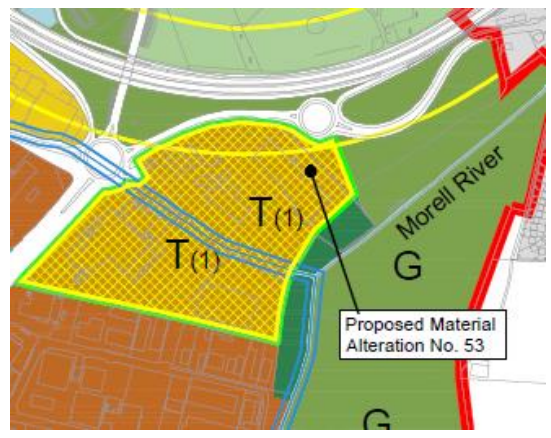 Morell River
T(1)
T(1)
G
Proposed Material
Alteration No. 53
G